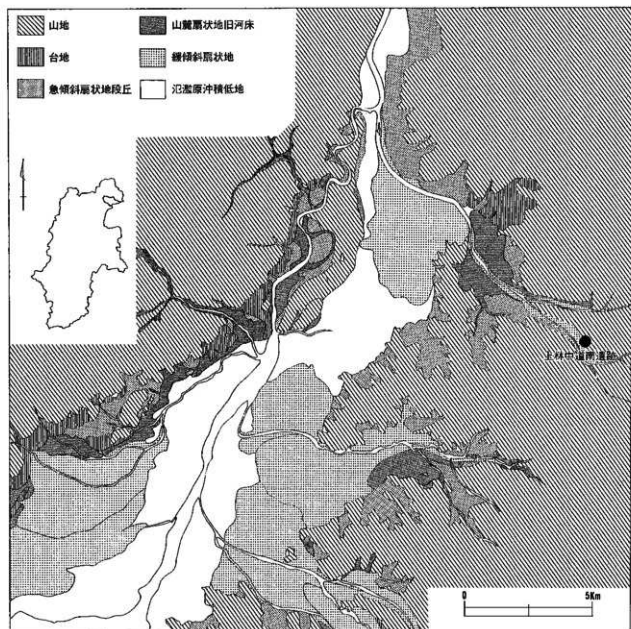 山地
台地
急傾斜扇状地段丘
山麓扇状地旧河床
緩傾斜扇状地
氾濫原沖積低地
上林中道南遺跡
0
5Km